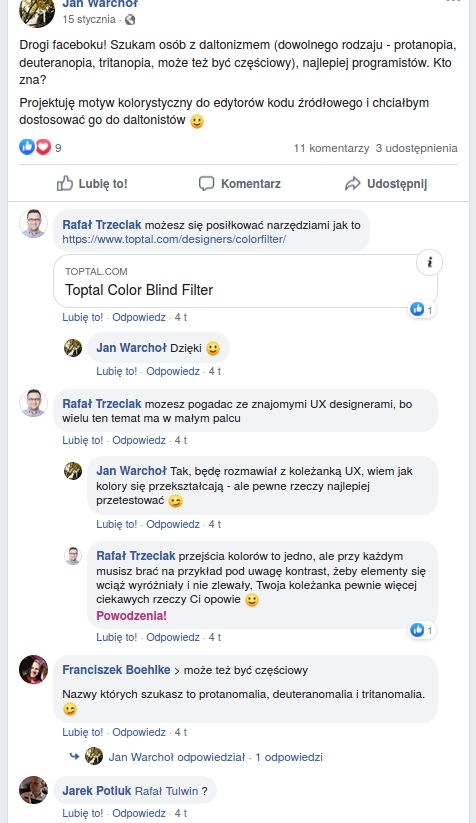 Jan Warchoł
15 stycznia ·
Drogi faceboku! Szukam osób z daltonizmem (dowolnego rodzaju - protanopia,
deuteranopia, tritanopia, może też być częściowy), najlepiej programistów. Kto
zna?
Projektuję motyw kolorystyczny do edytorów kodu źródłowego i chciałbym
dostosować go do daltonistów
9
11 komentarzy 3 udostępnienia
Lubię to! Komentarz Udostępnij
Rafał Trzeciak możesz się posiłkować narzędziami jak to
https://www.toptal.com/designers/colorfilter/
TOPTAL.COM
Toptal Color Blind Filter
1
Lubię to! · Odpowiedz · 4 t
Jan Warchoł Dzięki
Lubię to! · Odpowiedz · 4 t
Rafał Trzeciak mozesz pogadac ze znajomymi UX designerami, bo
wielu ten temat ma w małym palcu
Lubię to! · Odpowiedz · 4 t
Jan Warchoł Tak, będę rozmawiał z koleżanką UX, wiem jak
kolory się przekształcają - ale pewne rzeczy najlepiej
przetestować
Lubię to! · Odpowiedz · 4 t
Rafał Trzeciak przejścia kolorów to jedno, ale przy każdym
musisz brać na przykład pod uwagę kontrast, żeby elementy się
wciąż wyróżniały i nie zlewały. Twoja koleżanka pewnie więcej
ciekawych rzeczy Ci opowie
Powodzenia!
1
Lubię to! · Odpowiedz · 4 t
Franciszek Boehlke > może też być częściowy
Nazwy których szukasz to protanomalia, deuteranomalia i tritanomalia.
Lubię to! · Odpowiedz · 4 t
Jan Warchoł odpowiedział · 1 odpowiedzi
Jarek Potiuk Rafał Tulwin ?
Lubię to! · Odpowiedz · 4 t